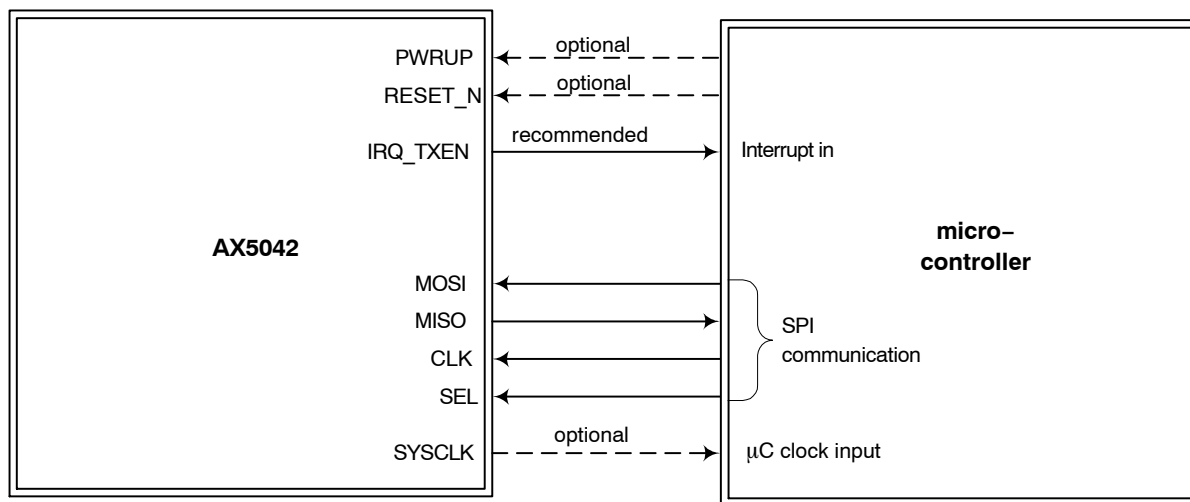 PWRUP
optional
RESET_N
optional
IRQ_TXEN
recommended
Interrupt in
AX5042
micro–
controller
MOSI
MISO
CLK
SEL
SPI
communication
SYSCLK
optional
μC clock input